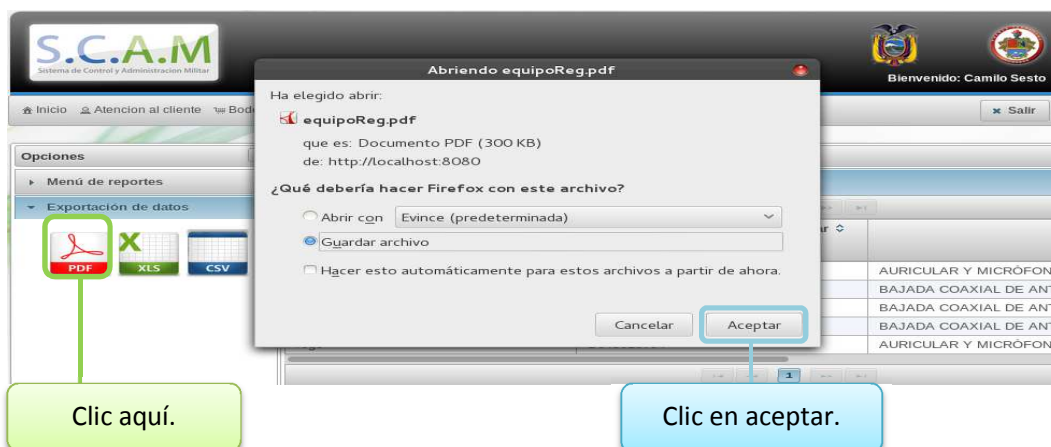 S.C.A.M
Sistema de Control y Administracion Militar
Bienvenido: Camilo Sesto
Inicio Atencion al cliente Bod
Salir
Opciones
Menú de reportes
Exportación de datos
PDF XLS CSV
Abriendo equipoReg.pdf
Ha elegido abrir:
equipoReg.pdf
que es: Documento PDF (300 KB)
de: http://localhost:8080
¿Qué debería hacer Firefox con este archivo?
Abrir con Evince (predeterminada)
Guardar archivo
Hacer esto automáticamente para estos archivos a partir de ahora.
Cancelar Aceptar
AURICULAR Y MICRÓFON
BAJADA COAXIAL DE ANT
BAJADA COAXIAL DE ANT
BAJADA COAXIAL DE ANT
AURICULAR Y MICRÓFON
1
Clic aquí.
Clic en aceptar.